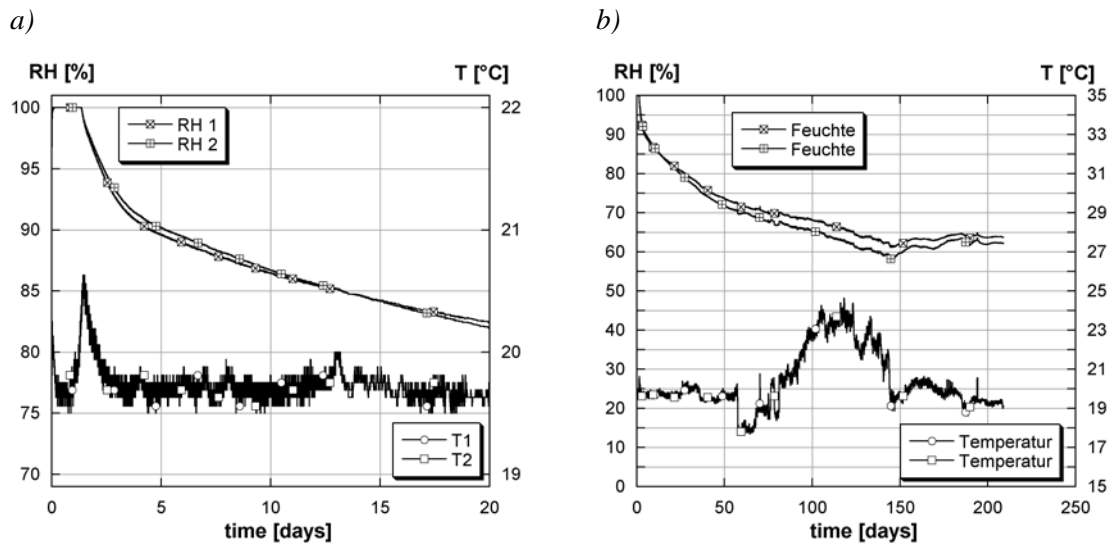 a)
RH [%]
T [°C]
100
95
90
85
80
75
70
22
21
20
19
RH 1
RH 2
T1
T2
0
5
10
15
20
time [days]
b)
RH [%]
T [°C]
100
90
80
70
60
50
40
30
20
10
0
35
33
31
29
27
25
23
21
19
17
15
Feuchte
Feuchte
Temperatur
Temperatur
0
50
100
150
200
250
time [days]